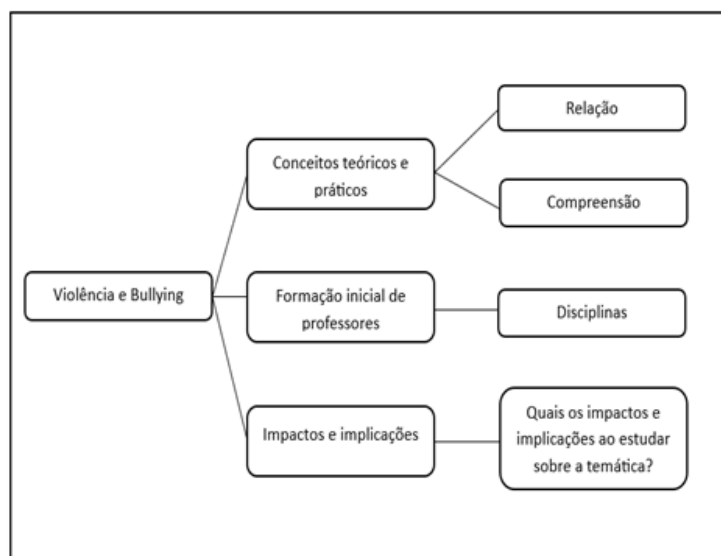 Violência e Bullying
Conceitos teóricos e
práticos
Relação
Compreensão
Formação inicial de
professores
Disciplinas
Impactos e implicações
Quais os impactos e
implicações ao estudar
sobre a temática?